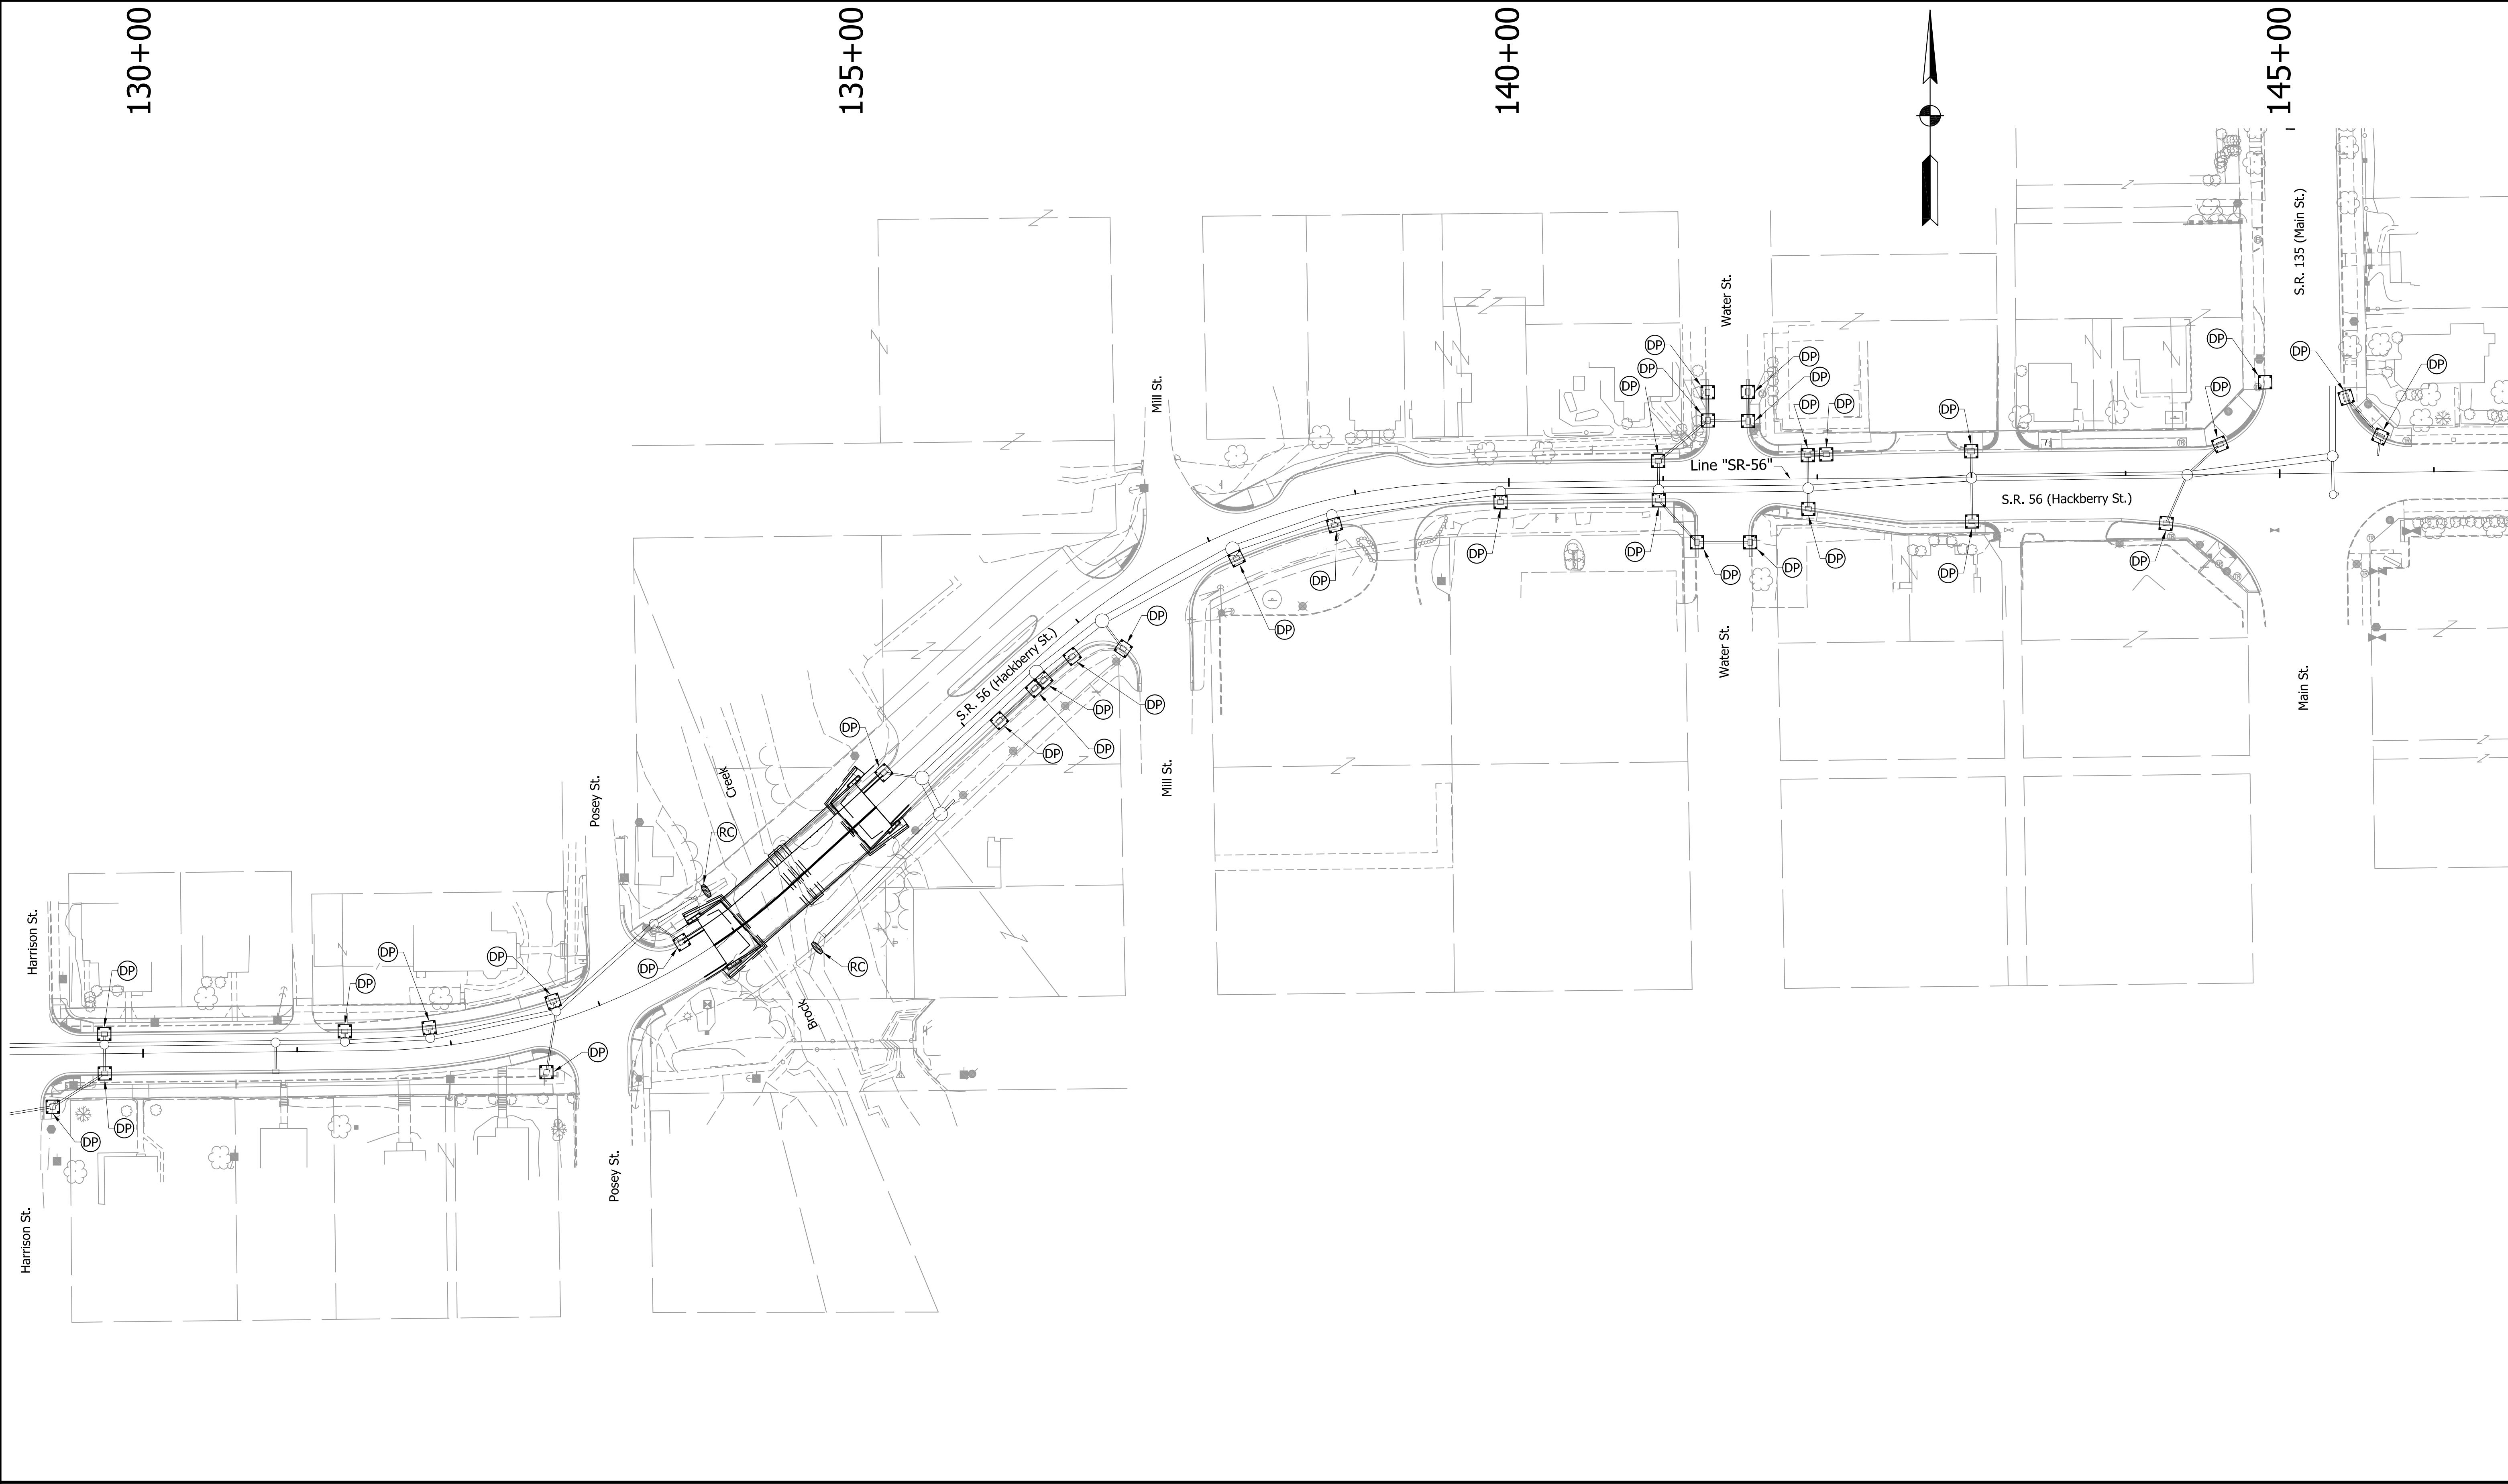 130+00
135+00
140+00
145+00
S.R. 135 (Main St.)
Water St.
DP
DP
DP
DP
DP
DP
DP
DP
DP
DP
DP
DP
DP
Mill St.
Line "SR-56"
S.R. 56 (Hackberry St.)
DP
DP
DP
DP
DP
DP
DP
DP
DP
DP
Water St.
Main St.
S.R. 56 (Hackberry St.)
DP
DP
DP
DP
DP
DP
Mill St.
Creek
Posey St.
RC
RC
Brock
Harrison St.
DP
DP
DP
DP
DP
DP
DP
DP
Posey St.
Harrison St.